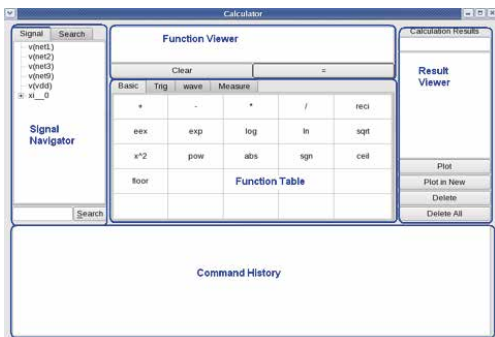 Calculator
Signal Search
v(net1)
v(net2)
v(net3)
v(net9)
v(vdd)
xi__0
Signal
Navigator
Search
Function Viewer
Clear =
Basic Trig wave Measure
+ - * / reci
eex exp log ln sqrt
x^2 pow abs sgn ceil
floor
Function Table
Calculation Results
Result
Viewer
Plot
Plot in New
Delete
Delete All
Command History